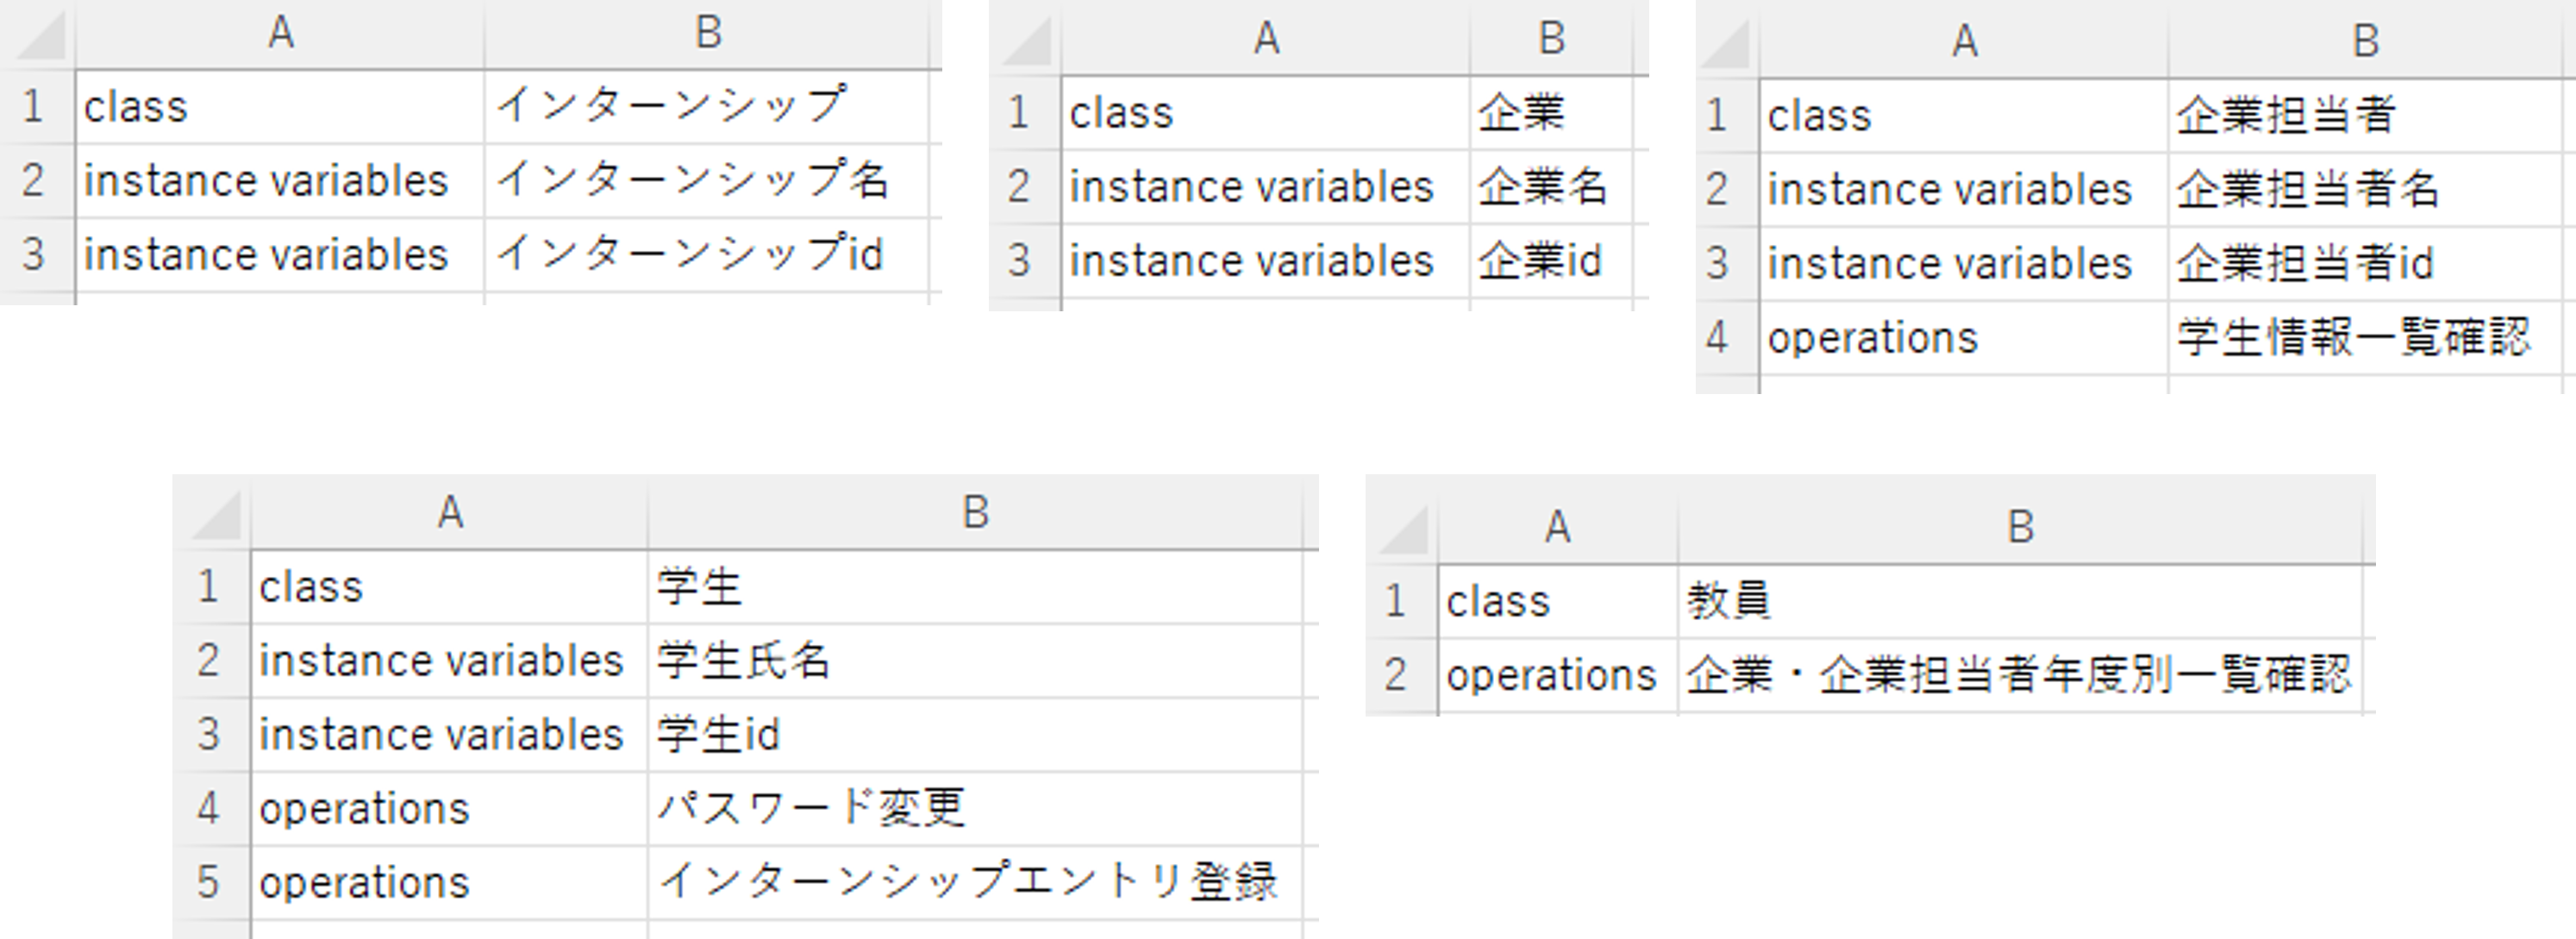 A B
1 class インターンシップ
2 instance variables インターンシップ名
3 instance variables インターンシップid
A B
1 class 企業
2 instance variables 企業名
3 instance variables 企業id
A B
1 class 企業担当者
2 instance variables 企業担当者名
3 instance variables 企業担当者id
4 operations 学生情報一覧確認
A B
1 class 学生
2 instance variables 学生氏名
3 instance variables 学生id
4 operations パスワード変更
5 operations インターンシップエントリ登録
A B
1 class 教員
2 operations 企業・企業担当者年度別一覧確認